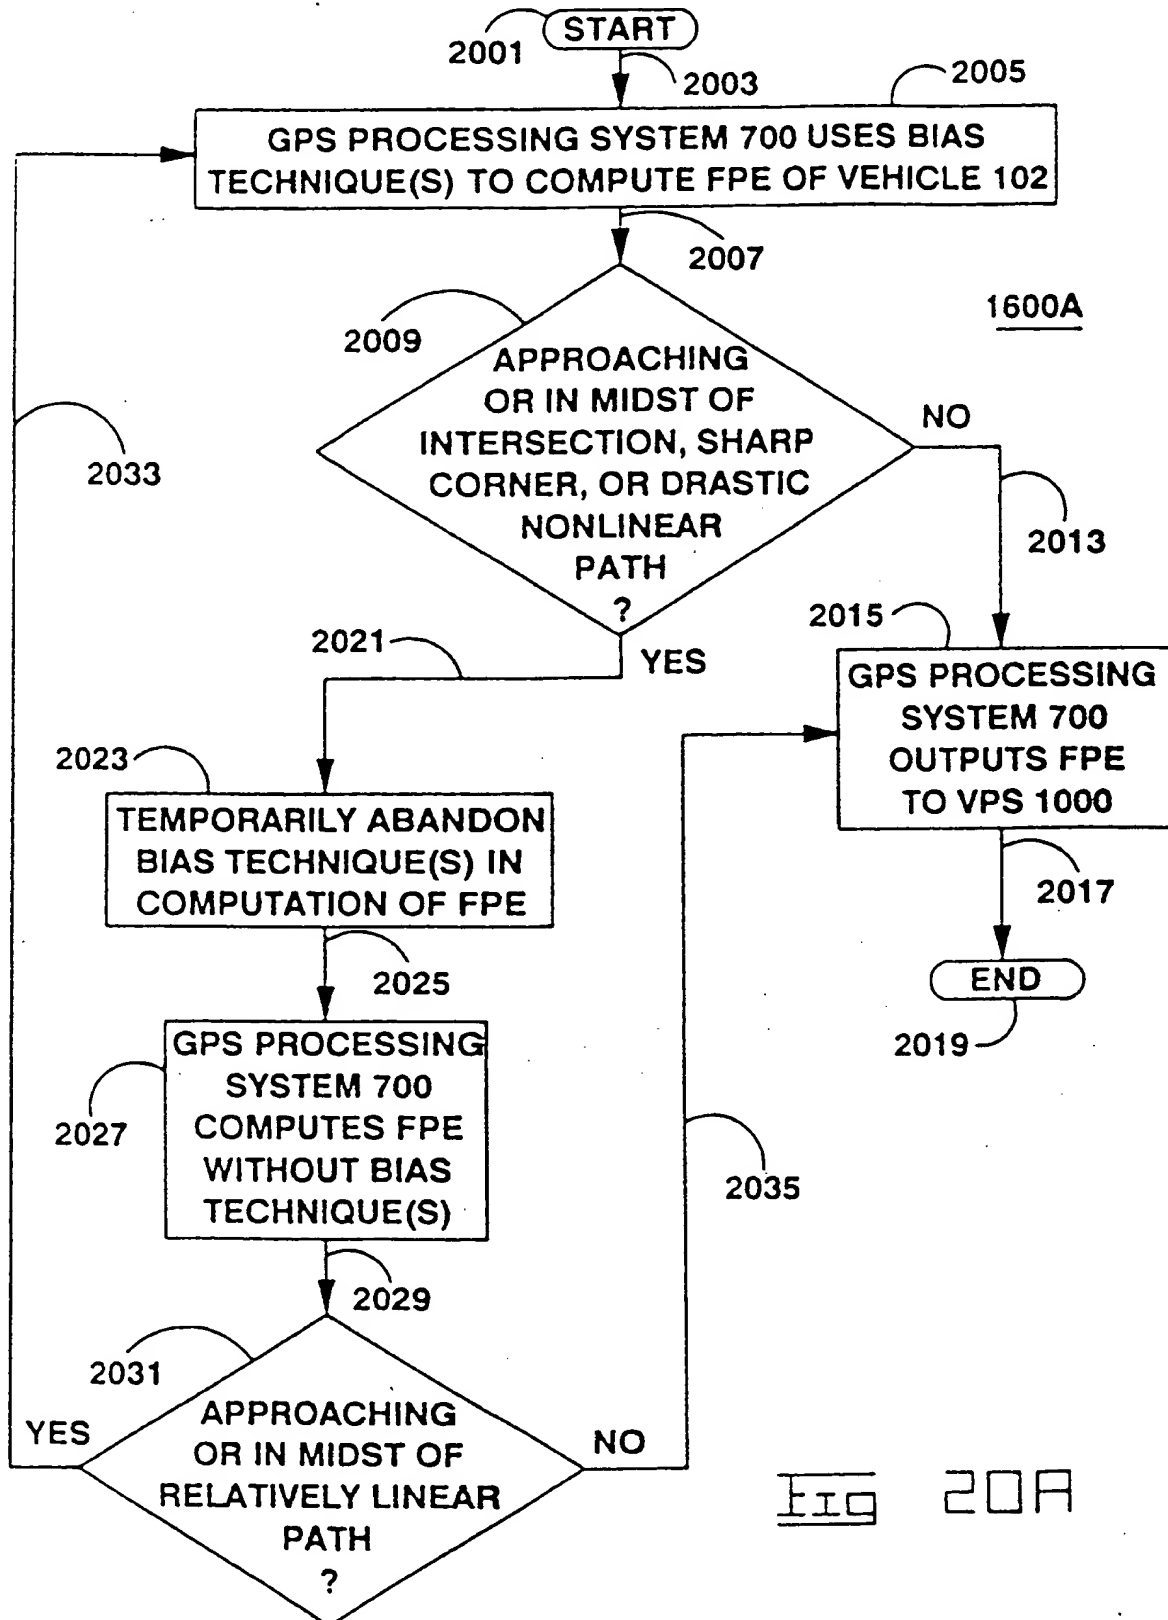 START
2001
2003
2005
GPS PROCESSING SYSTEM 700 USES BIAS
TECHNIQUE(S) TO COMPUTE FPE OF VEHICLE 102
2007
1600A
2009
APPROACHING
OR IN MIDST OF
INTERSECTION, SHARP
CORNER, OR DRASTIC
NONLINEAR
PATH
?
NO
2013
2033
2015
GPS PROCESSING
SYSTEM 700
OUTPUTS FPE
TO VPS 1000
2017
END
2019
YES
2021
2023
TEMPORARILY ABANDON
BIAS TECHNIQUE(S) IN
COMPUTATION OF FPE
2025
GPS PROCESSING
SYSTEM 700
COMPUTES FPE
WITHOUT BIAS
TECHNIQUE(S)
2027
2029
2031
APPROACHING
OR IN MIDST OF
RELATIVELY LINEAR
PATH
?
YES
NO
2035
Fig 20A